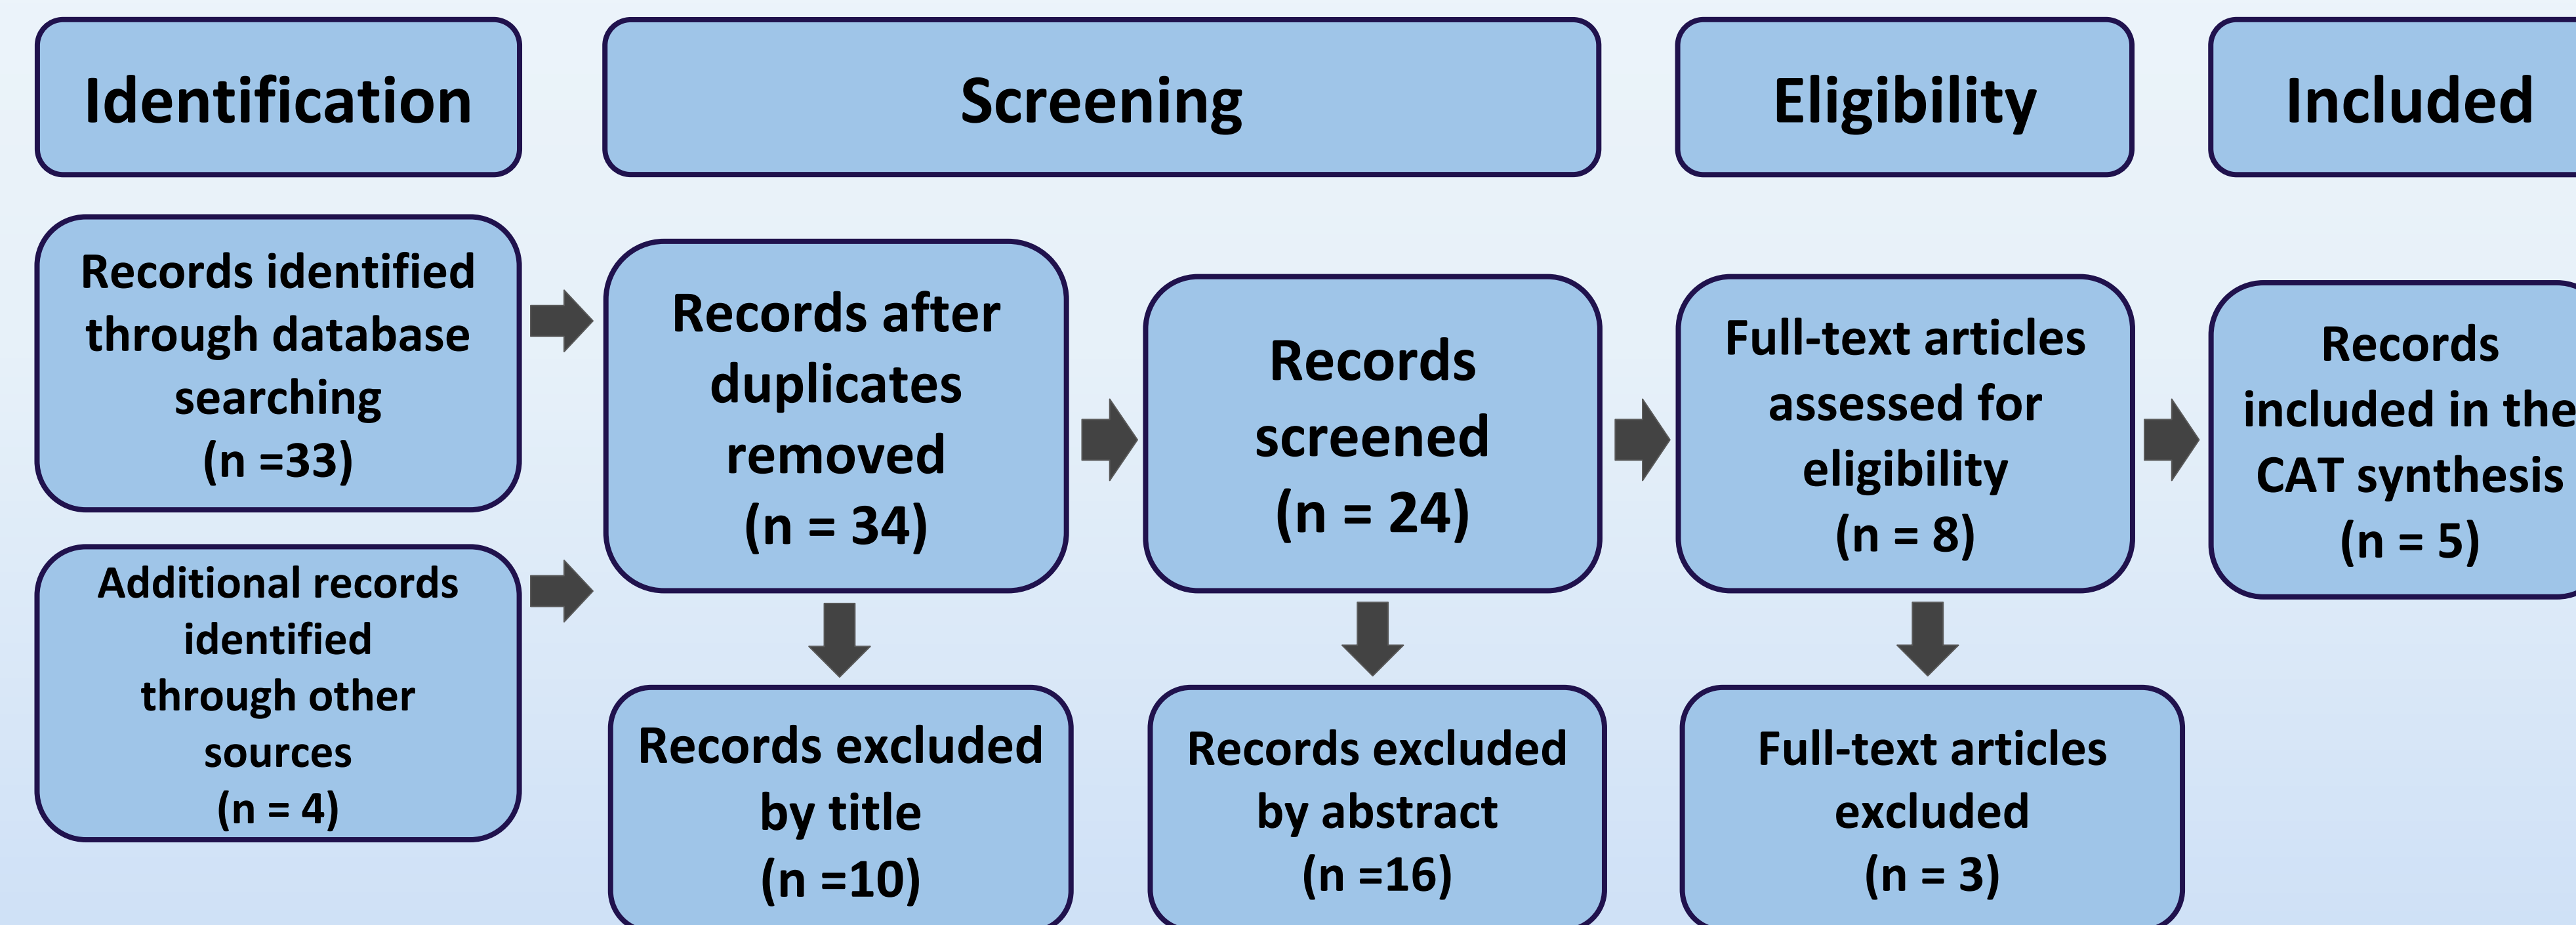 Identification
Screening
Eligibility
Included
Records identified
through database
searching
(n =33)
Additional records
identified
through other
sources
(n = 4)
Records after
duplicates
removed
(n = 34)
Records excluded
by title
(n =10)
Records
screened
(n = 24)
Records excluded
by abstract
(n =16)
Full-text articles
assessed for
eligibility
(n = 8)
Full-text articles
excluded
(n = 3)
Records
included in the
CAT synthesis
(n = 5)